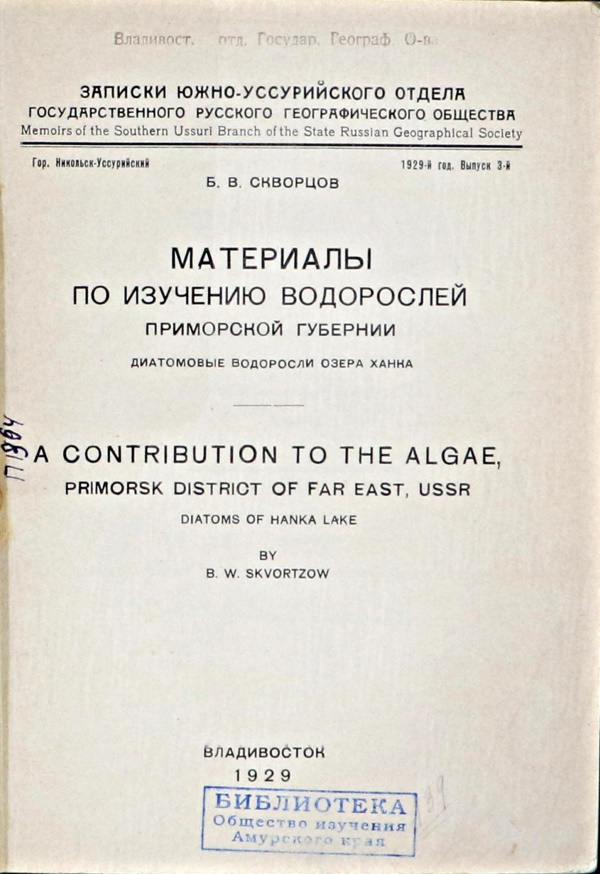 Владивост. отд. Государ. Географ. О-ва
ЗАПИСКИ ЮЖНО-УССУРИЙСКОГО ОТДЕЛА
ГОСУДАРСТВЕННОГО РУССКОГО ГЕОГРАФИЧЕСКОГО ОБЩЕСТВА
Memoirs of the Southern Ussuri Branch of the State Russian Geographical Society
Гор. Никольск-Уссурийский 1929-й год. Выпуск 3-й
Б. В. СКВОРЦОВ
МАТЕРИАЛЫ
ПО ИЗУЧЕНИЮ ВОДОРОСЛЕЙ
ПРИМОРСКОЙ ГУБЕРНИИ
ДИАТОМОВЫЕ ВОДОРОСЛИ ОЗЕРА ХАНКА
П1864
A CONTRIBUTION TO THE ALGAE,
PRIMORSK DISTRICT OF FAR EAST, USSR
DIATOMS OF HANKA LAKE
BY
B. W. SKVORTZOW
ВЛАДИВОСТОК
1929
БИБЛИОТЕКА
Общество изучения
Амурского края